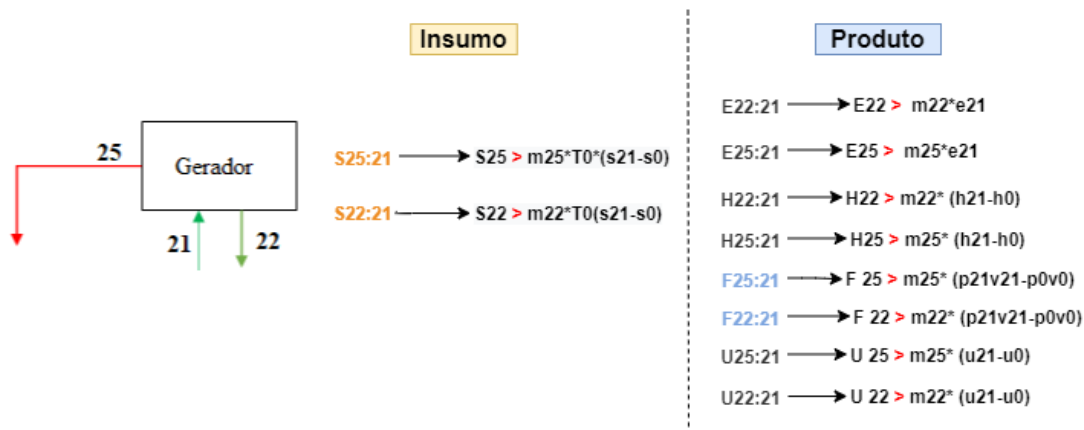 Insumo
Produto
25
Gerador
21
22
S25:21 S25 > m25*T0*(s21-s0)
S22:21 S22 > m22*T0(s21-s0)
E22:21 E22 > m22*e21
E25:21 E25 > m25*e21
H22:21 H22 > m22* (h21-h0)
H25:21 H25 > m25* (h21-h0)
F25:21 F 25 > m25* (p21v21-p0v0)
F22:21 F 22 > m22* (p21v21-p0v0)
U25:21 U 25 > m25* (u21-u0)
U22:21 U 22 > m22* (u21-u0)